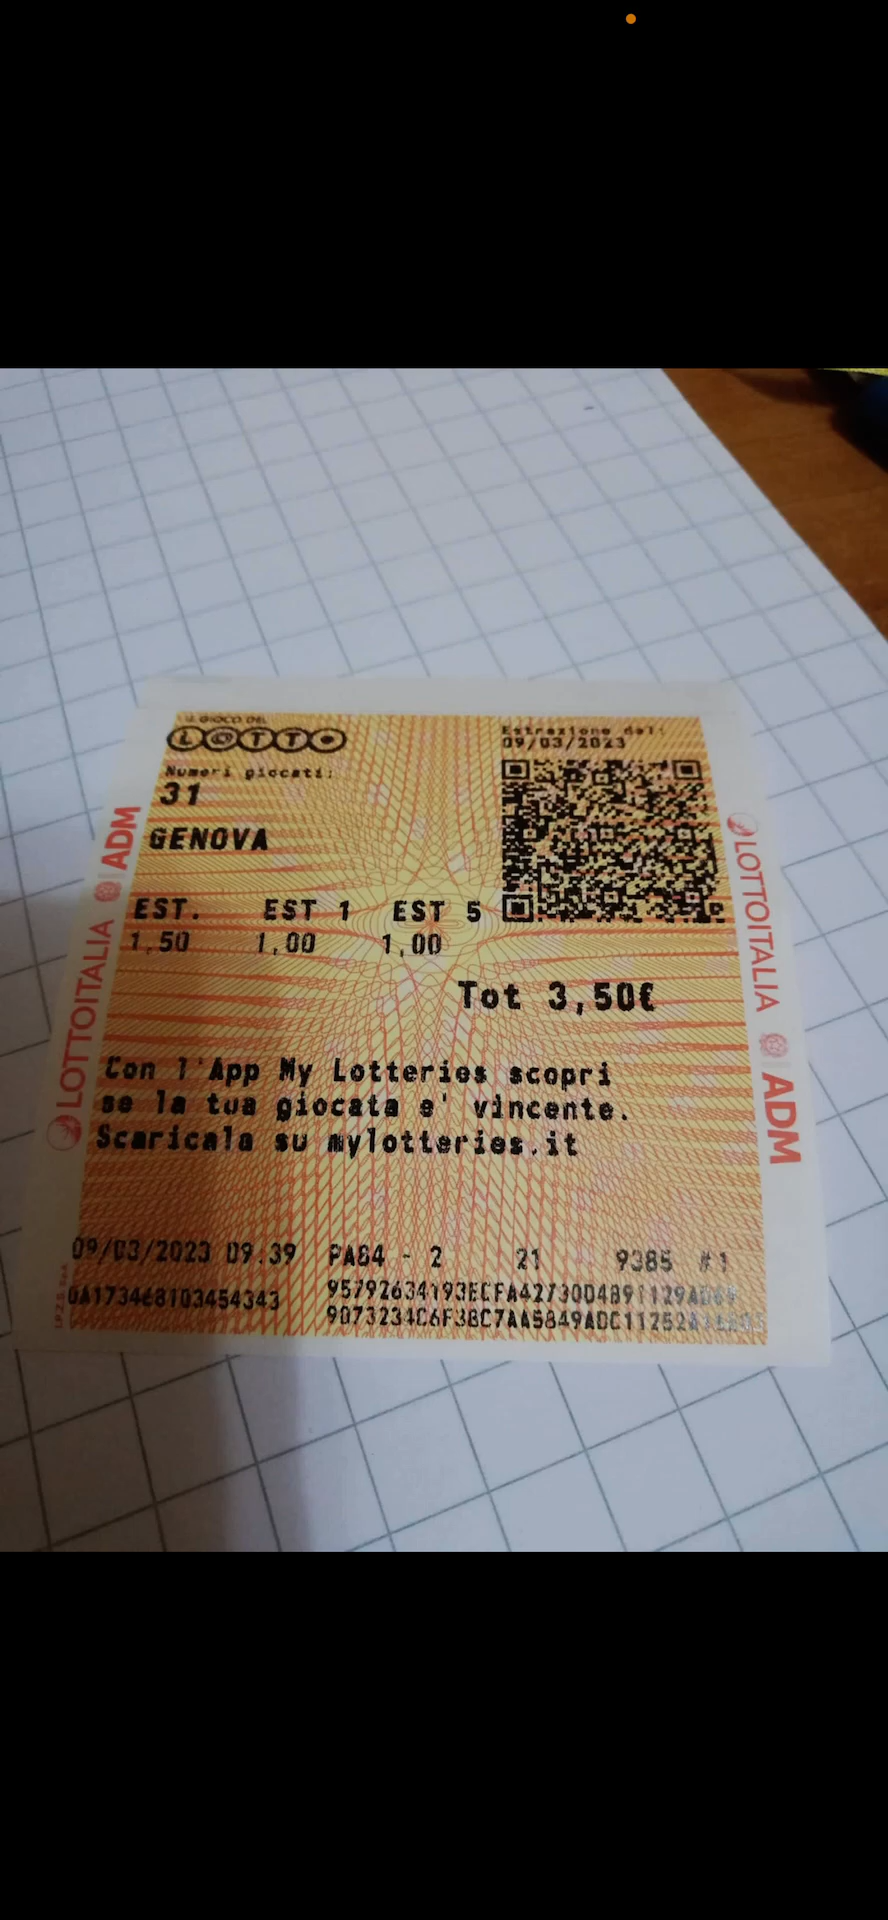 IL GIOCO DEL
LOTTO
Estrazione del:
09/03/2023
Numeri giocati:
31
GENOVA
EST. EST 1 EST 5
1,50 1,00 1,00
Tot 3,50€
Con l'App My Lotteries scopri
se la tua giocata e' vincente.
Scaricala su mylotteries.it
09/03/2023 09.39 PA84 - 2 21 9385 #1
LOTTOITALIA ADM
LOTTOITALIA ADM